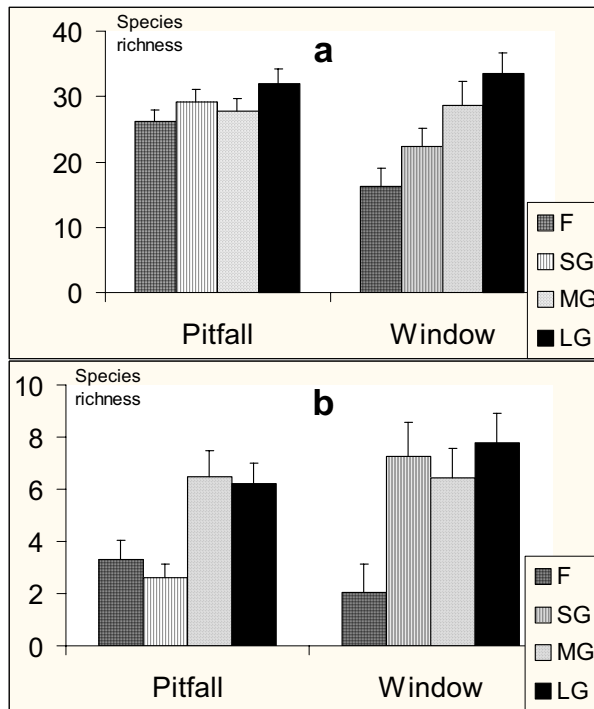 Species
richness
a
40
30
20
10
0
Pitfall
Window
F
SG
MG
LG
Species
richness
b
10
8
6
4
2
0
Pitfall
Window
F
SG
MG
LG